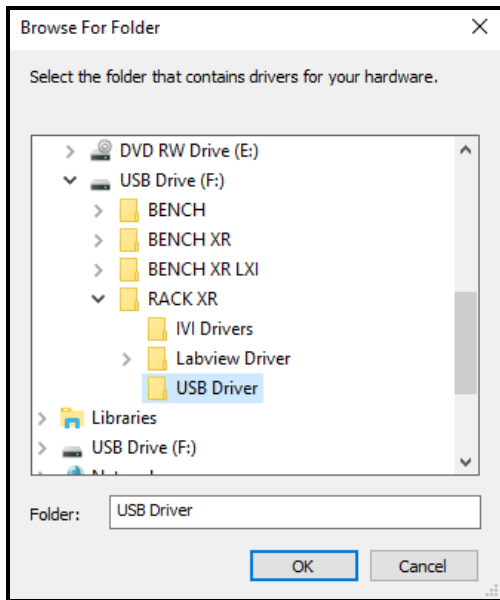 Browse For Folder
Select the folder that contains drivers for your hardware.
DVD RW Drive (E:)
USB Drive (F:)
BENCH
BENCH XR
BENCH XR LXI
RACK XR
IVI Drivers
Labview Driver
USB Driver
Libraries
USB Drive (F:)
Folder: USB Driver
OK Cancel